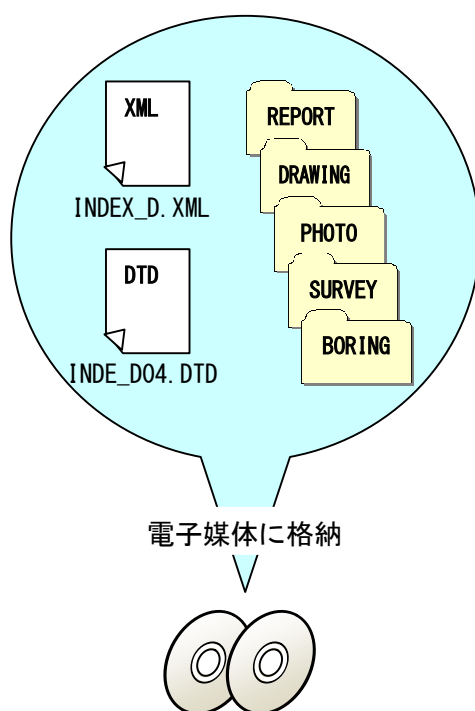 XML
INDEX_D.XML
DTD
INDE_D04.DTD
REPORT
DRAWING
PHOTO
SURVEY
BORING
電子媒体に格納